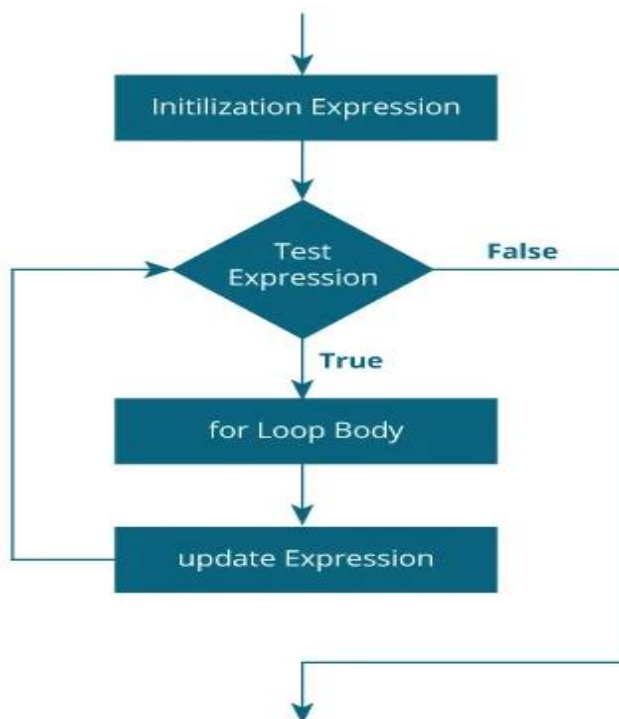 Initilization Expression
Test
Expression
False
True
for Loop Body
update Expression